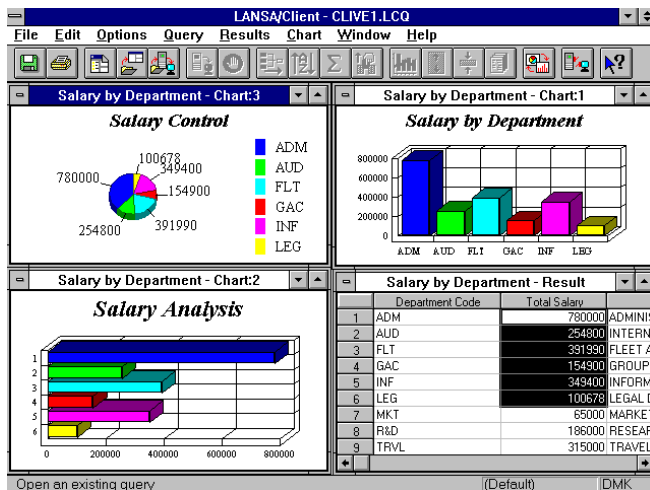 LANSA/Client - CLIVE1.LCQ
File Edit Options Query Results Chart Window Help
Salary by Department - Chart:3
Salary Control
100678
349400
780000
154900
391990
254800
ADM
AUD
FLT
GAC
INF
LEG
Salary by Department - Chart:1
Salary by Department
800000
600000
400000
200000
0
ADM AUD FLT GAC INF LEG
Salary by Department - Chart:2
Salary Analysis
1
2
3
4
5
6
0 200000 400000 600000 800000
Salary by Department - Result
Department Code Total Salary
1 ADM 780000 ADMINIS
2 AUD 254800 INTERN
3 FLT 391990 FLEET A
4 GAC 154900 GROUP
5 INF 349400 INFORM
6 LEG 100678 LEGAL D
7 MKT 65000 MARKET
8 R&D 186000 RESEAR
9 TRVL 315000 TRAVEL
Open an existing query (Default) DMK